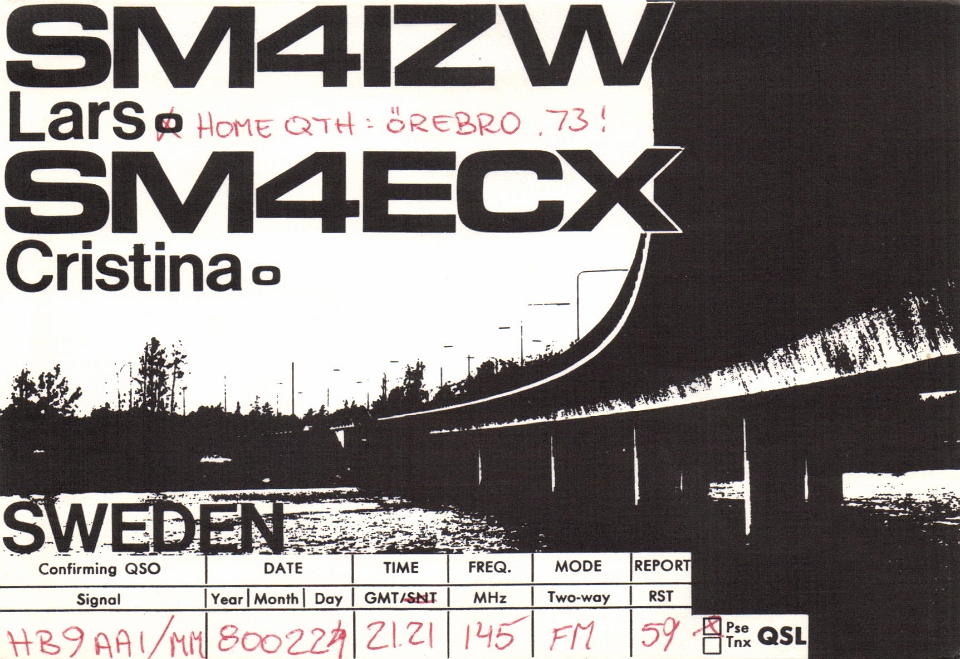 SM4IZW
Lars HOME QTH: ÖREBRO. 73!
SM4ECX
Cristina
SWEDEN
Confirming QSO DATE TIME FREQ. MODE REPORT
Signal Year Month Day GMT/SNT MHz Two-way RST
HB9AAI/MM 21.21 145 FM 59 Pse
Tnx QSL